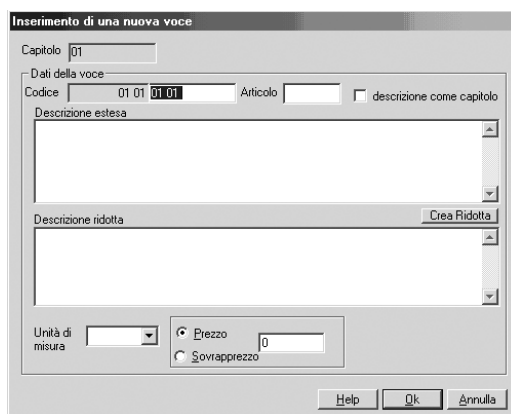 Inserimento di una nuova voce
Capitolo 01
Dati della voce
Codice 01 01 01 01 Articolo descrizione come capitolo
Descrizione estesa
Descrizione ridotta Crea Ridotta
Unità di misura
Prezzo 0
Sovrapprezzo
Help Ok Annulla